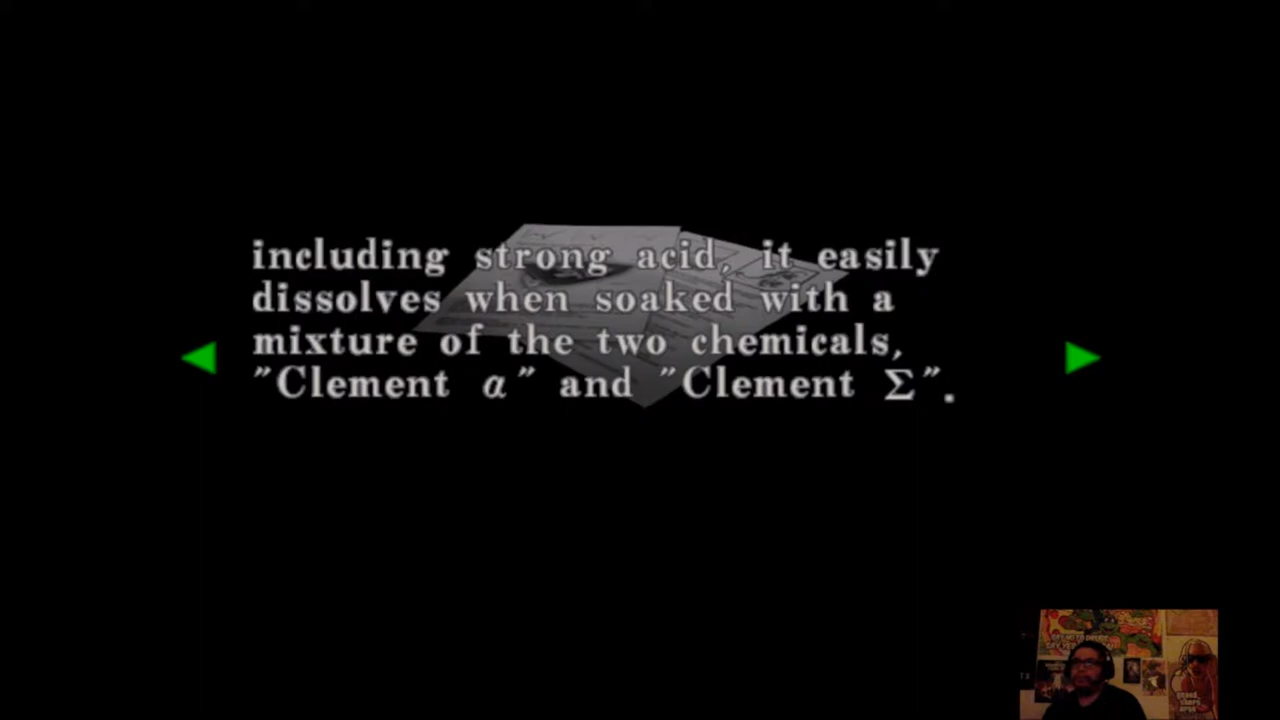 including strong acid, it easily
dissolves when soaked with a
mixture of the two chemicals,
"Clement α" and "Clement Σ".